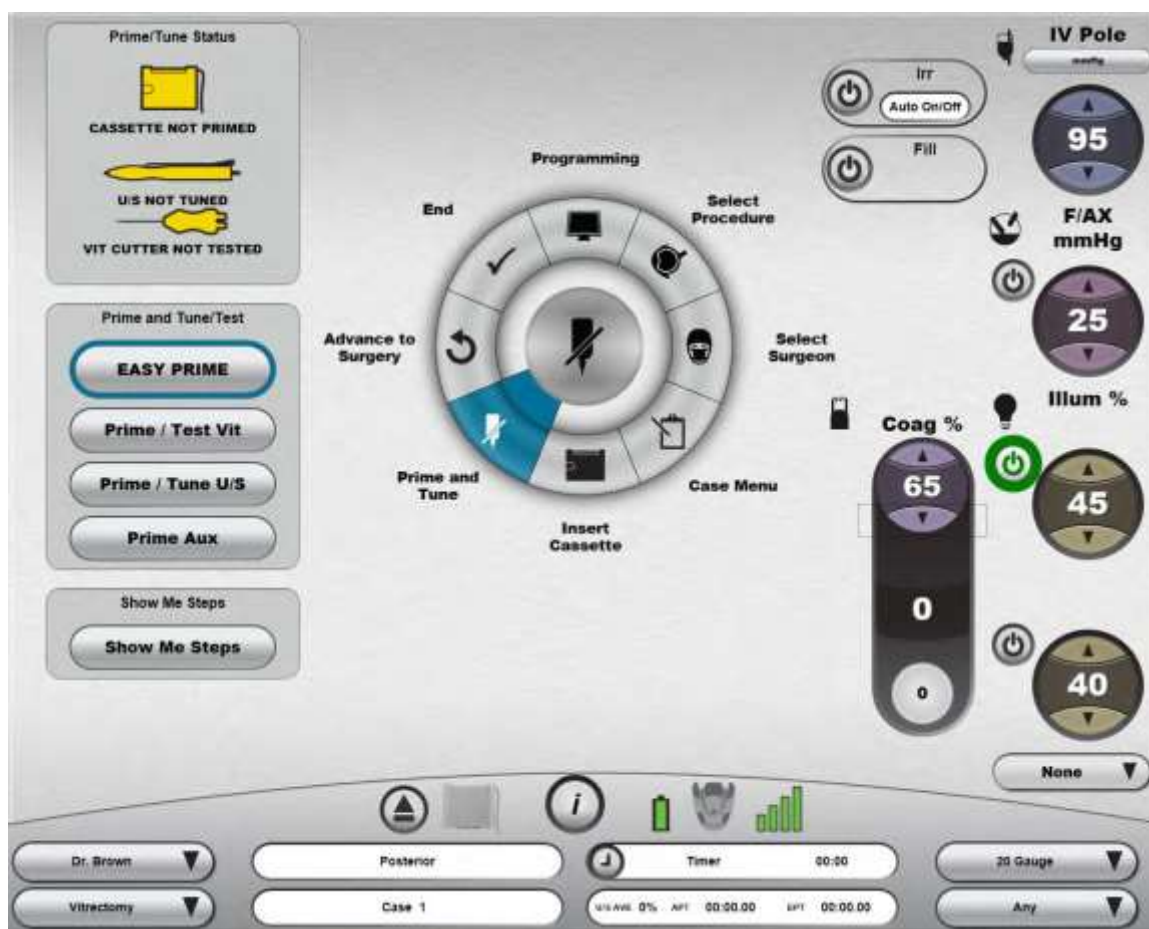 Prime/Tune Status
CASSETTE NOT PRIMED
U/S NOT TUNED
VIT CUTTER NOT TESTED
Prime and Tune/Test
EASY PRIME
Prime / Test Vit
Prime / Tune U/S
Prime Aux
Show Me Steps
Show Me Steps
Programming
Select
Procedure
Select
Surgeon
Case Menu
Insert
Cassette
Prime and
Tune
Advance to
Surgery
End
Irr
Auto On/Off
Fill
IV Pole
mmHg
95
F/AX
mmHg
25
Illum %
45
40
None
Coag %
65
0
0
i
Dr. Brown
Posterior
Timer 00:00
20 Gauge
Vitrectomy
Case 1
U/S AVE 0% APT 00:00.00 EPT 00:00.00
Any